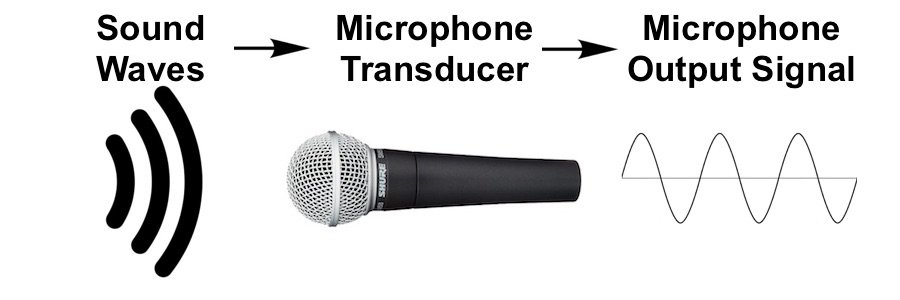 Sound
Waves
Microphone
Transducer
Microphone
Output Signal
SHURE